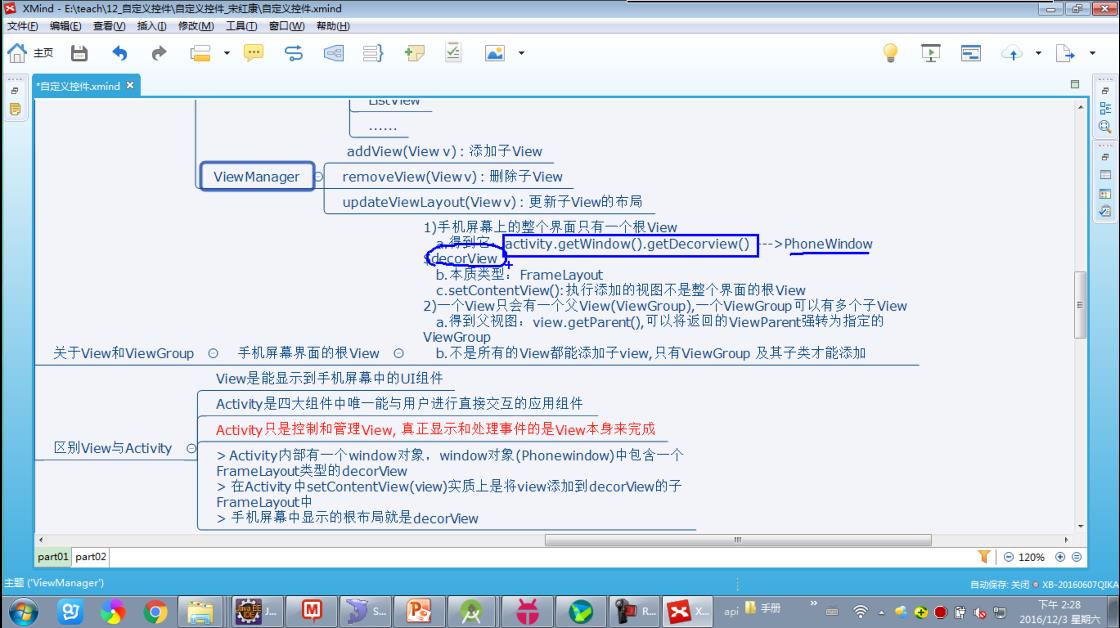 XMind - E:\teach\12_自定义控件\自定义控件_宋红康\自定义控件.xmind
文件(F) 编辑(E) 查看(V) 插入(I) 修改(M) 工具(T) 窗口(W) 帮助(H)
主页
*自定义控件.xmind
ListView
......
addView(View v) : 添加子View
ViewManager
removeView(View v) : 删除子View
updateViewLayout(View v) : 更新子View的布局
1)手机屏幕上的整个界面只有一个根View
a.得到它: activity.getWindow().getDecorview() --->PhoneWindow
$decorView
b.本质类型: FrameLayout
c.setContentView():执行添加的视图不是整个界面的根View
2)一个View只会有一个父View(ViewGroup),一个ViewGroup可以有多个子View
a.得到父视图: view.getParent(),可以将返回的ViewParent强转为指定的
ViewGroup
关于View和ViewGroup 手机屏幕界面的根View b.不是所有的View都能添加子view,只有ViewGroup 及其子类才能添加
View是能显示到手机屏幕中的UI组件
Activity是四大组件中唯一能与用户进行直接交互的应用组件
Activity只是控制和管理View, 真正显示和处理事件的是View本身来完成
区别View与Activity
> Activity内部有一个window对象，window对象(Phonewindow)中包含一个
FrameLayout类型的decorView
> 在Activity中setContentView(view)实质上是将view添加到decorView的子
FrameLayout中
> 手机屏幕中显示的根布局就是decorView
part01 part02
120%
主题 ('ViewManager')
自动保存: 关闭 XB-20160607QIKA
J... S... R... X... api 手册 »
下午 2:28
2016/12/3 星期六